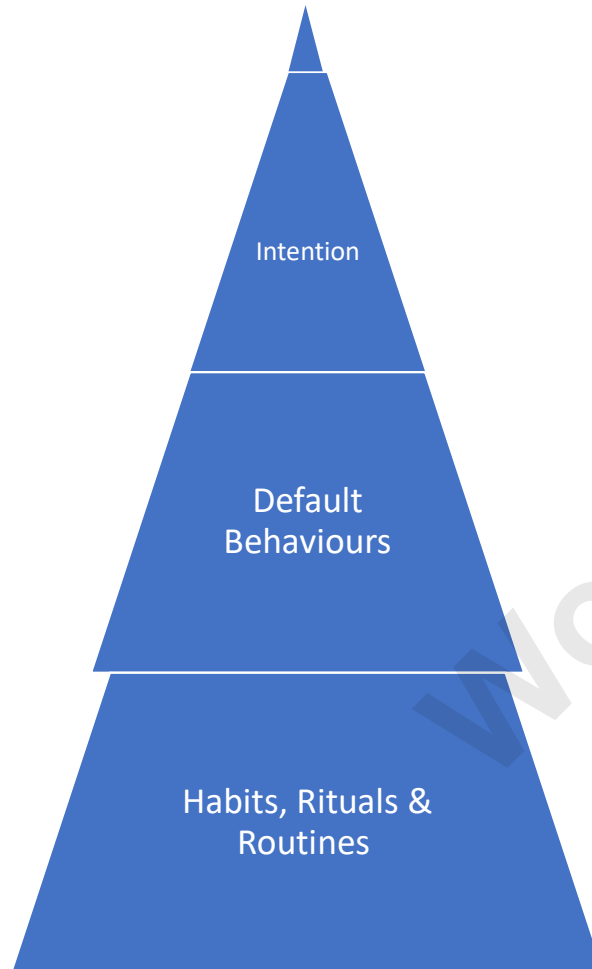 Intention
Default
Behaviours
Habits, Rituals &
Routines